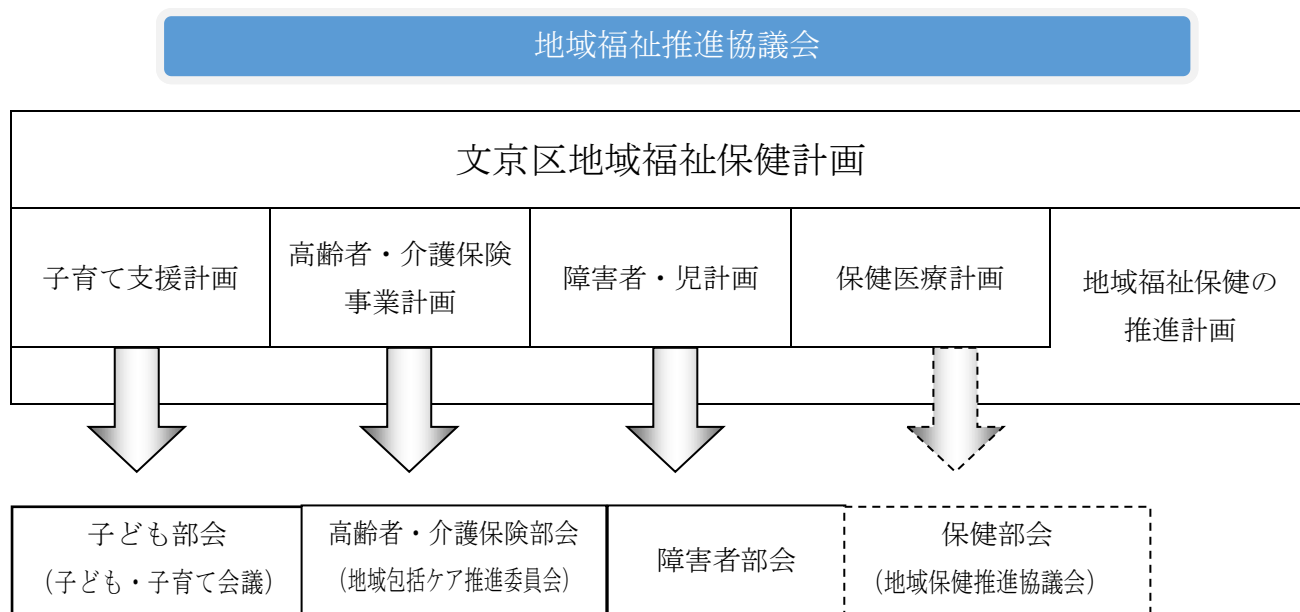 地域福祉推進協議会
文京区地域福祉保健計画
子育て支援計画
高齢者・介護保険
事業計画
障害者・児計画
保健医療計画
地域福祉保健の
推進計画
子ども部会
(子ども・子育て会議)
高齢者・介護保険部会
(地域包括ケア推進委員会)
障害者部会
保健部会
(地域保健推進協議会)